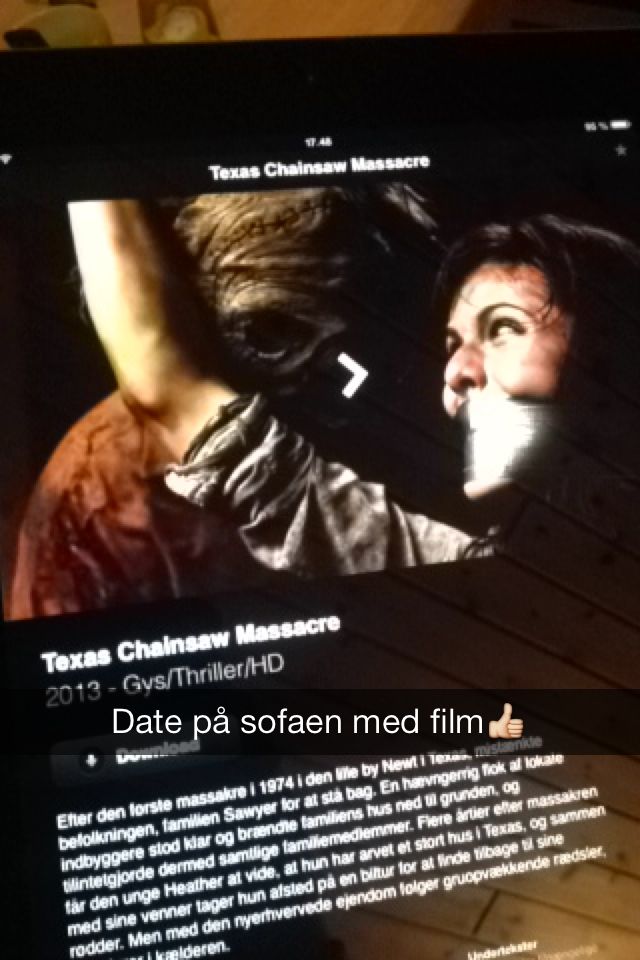 17.48
95 %
Texas Chainsaw Massacre
Texas Chainsaw Massacre
2013 - Gys/Thriller/HD
Date på sofaen med film👍
Download
Efter den første massakre i 1974 i den lille by Newt i Texas, mistænkte
befolkningen, familien Sawyer for at stå bag. En hævngerrig flok af lokale
indbyggere stod klar og brændte familiens hus ned til grunden, og
tilintetgjorde dermed samtlige familiemedlemmer. Flere årtier efter massakren
får den unge Heather at vide, at hun har arvet et stort hus i Texas, og sammen
med sine venner tager hun afsted på en biltur for at finde tilbage til sine
rødder. Men med den nyerhvervede ejendom følger gruopvækkende rædsler,
i kælderen.
Undertekster